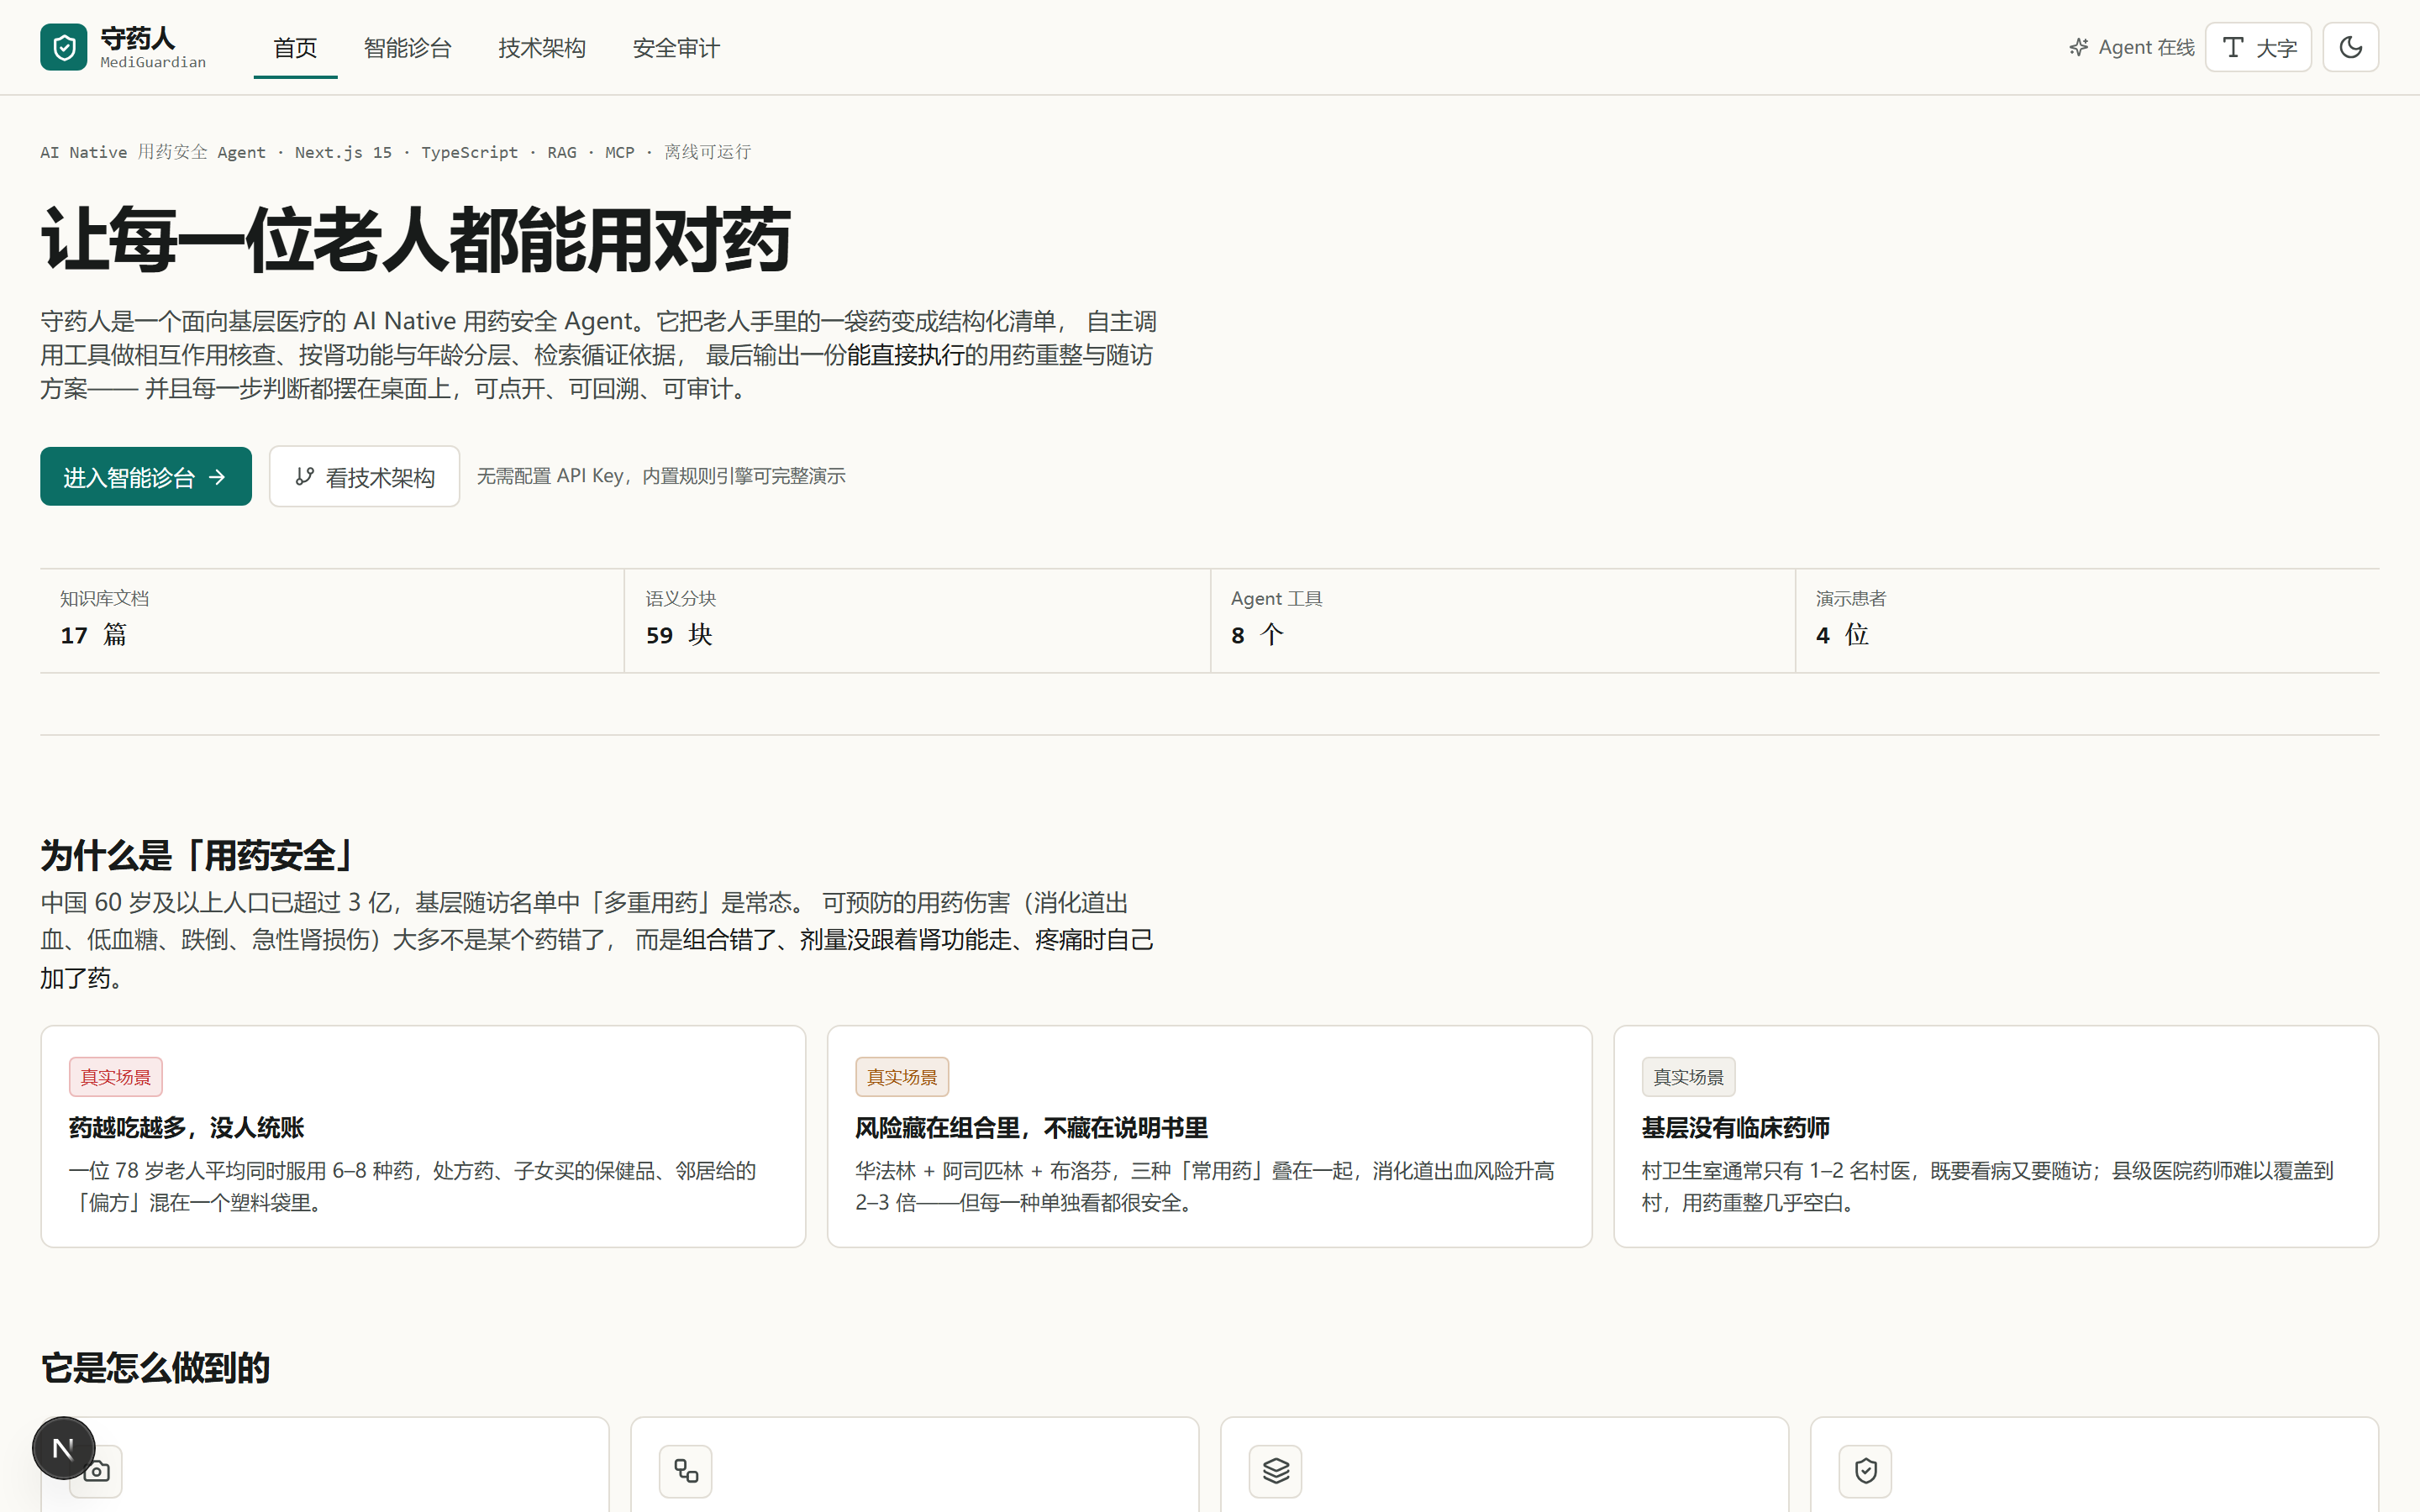 守药人
MediGuardian
首页
智能诊台
技术架构
安全审计
Agent 在线
大字
AI Native 用药安全 Agent · Next.js 15 · TypeScript · RAG · MCP · 离线可运行
让每一位老人都能用对药
守药人是一个面向基层医疗的 AI Native 用药安全 Agent。它把老人手里的一袋药变成结构化清单， 自主调
用工具做相互作用核查、按肾功能与年龄分层、检索循证依据， 最后输出一份能直接执行的用药重整与随访
方案—— 并且每一步判断都摆在桌面上，可点开、可回溯、可审计。
进入智能诊台
看技术架构
无需配置 API Key，内置规则引擎可完整演示
知识库文档
17 篇
语义分块
59 块
Agent 工具
8 个
演示患者
4 位
为什么是「用药安全」
中国 60 岁及以上人口已超过 3 亿，基层随访名单中「多重用药」是常态。 可预防的用药伤害（消化道出
血、低血糖、跌倒、急性肾损伤）大多不是某个药错了， 而是组合错了、剂量没跟着肾功能走、疼痛时自己
加了药。
真实场景
药越吃越多，没人统账
一位 78 岁老人平均同时服用 6–8 种药，处方药、子女买的保健品、邻居给的
「偏方」混在一个塑料袋里。
真实场景
风险藏在组合里，不藏在说明书里
华法林 + 阿司匹林 + 布洛芬，三种「常用药」叠在一起，消化道出血风险升高
2–3 倍——但每一种单独看都很安全。
真实场景
基层没有临床药师
村卫生室通常只有 1–2 名村医，既要看病又要随访；县级医院药师难以覆盖到
村，用药重整几乎空白。
它是怎么做到的
N